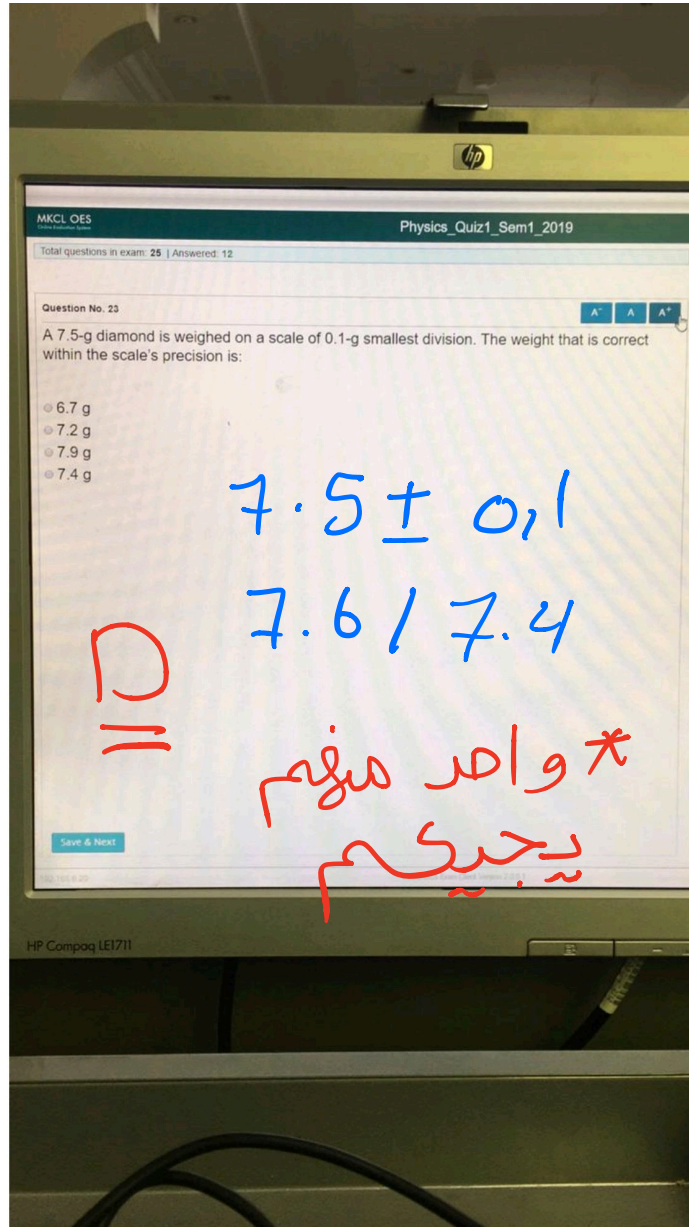 hp
MKCL OES
Online Evaluation System
Physics_Quiz1_Sem1_2019
Total questions in exam: 25 | Answered: 12
Question No. 23
A⁻ A A⁺
A 7.5-g diamond is weighed on a scale of 0.1-g smallest division. The weight that is correct
within the scale's precision is:
6.7 g
7.2 g
7.9 g
7.4 g
7.5 ± 0,1
7.6 / 7.4
D
* واحد منهم
يجيكم
Save & Next
HP Compaq LE1711